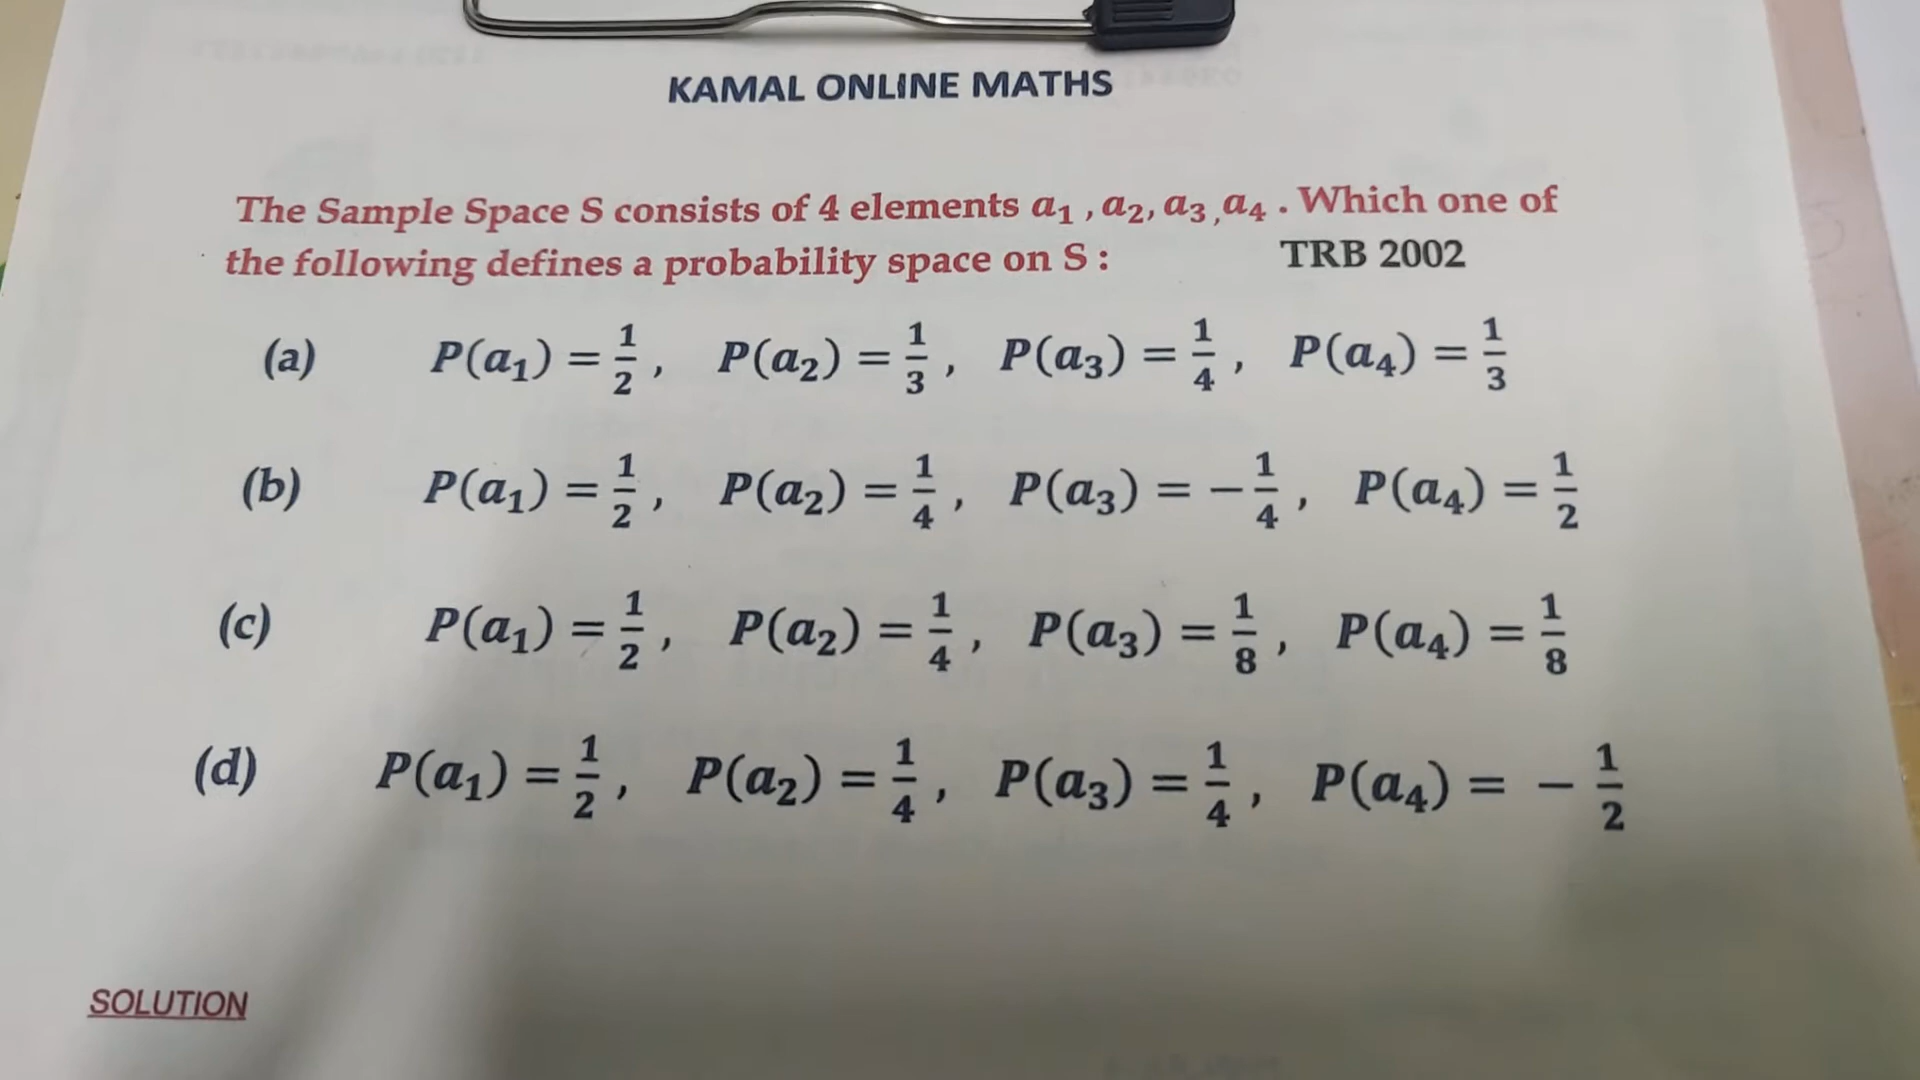 KAMAL ONLINE MATHS
The Sample Space S consists of 4 elements a₁ , a₂, a₃ ,a₄ . Which one of
the following defines a probability space on S : TRB 2002
(a) P(a₁) = 1/2 , P(a₂) = 1/3 , P(a₃) = 1/4 , P(a₄) = 1/3
(b) P(a₁) = 1/2 , P(a₂) = 1/4 , P(a₃) = −1/4 , P(a₄) = 1/2
(c) P(a₁) = 1/2 , P(a₂) = 1/4 , P(a₃) = 1/8 , P(a₄) = 1/8
(d) P(a₁) = 1/2 , P(a₂) = 1/4 , P(a₃) = 1/4 , P(a₄) = − 1/2
SOLUTION